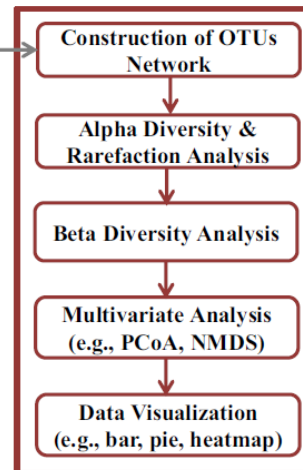 Construction of OTUs
Network
Alpha Diversity &
Rarefaction Analysis
Beta Diversity Analysis
Multivariate Analysis
(e.g., PCoA, NMDS)
Data Visualization
(e.g., bar, pie, heatmap)